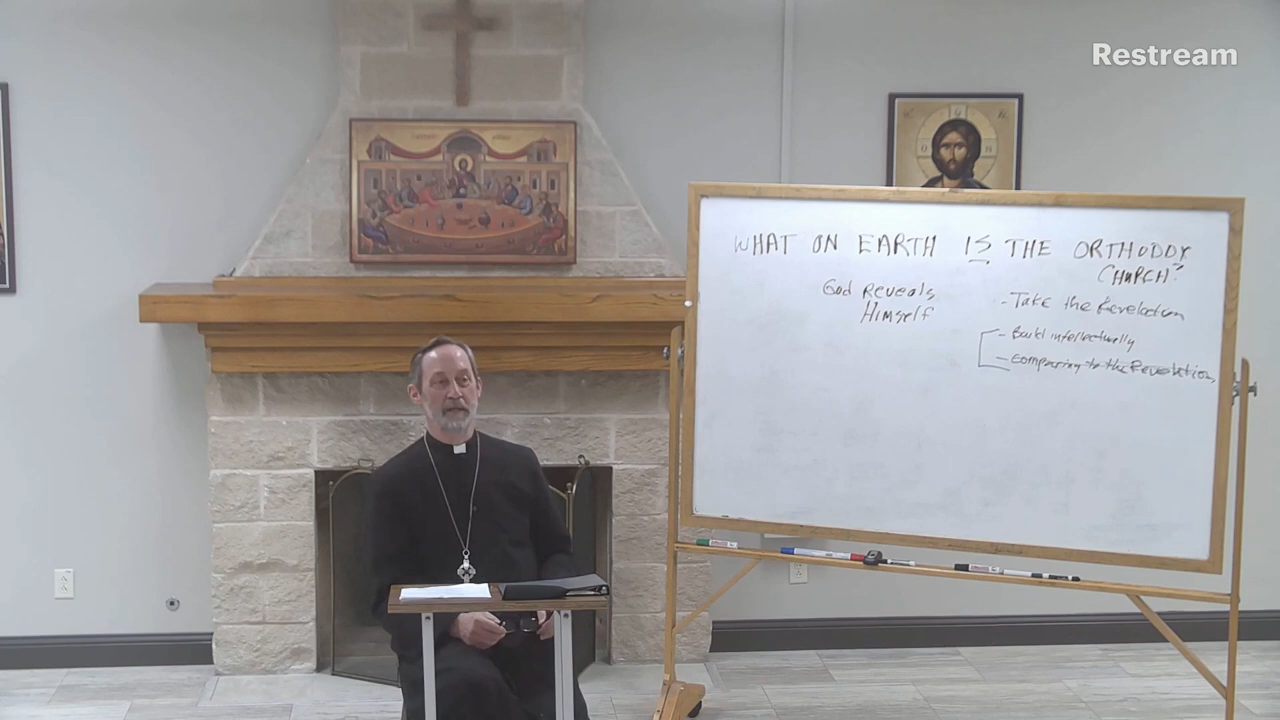 Restream
WHAT ON EARTH IS THE ORTHODOX
CHURCH?
God Reveals
Himself
- Take the Revelation
- Build intellectually
- comparing to the Revelation